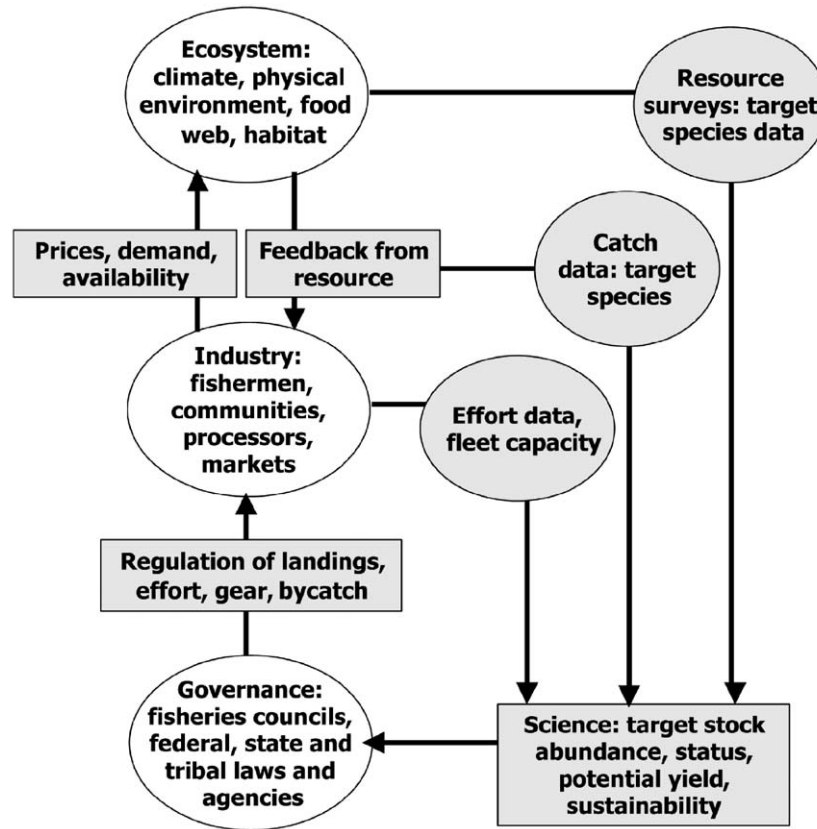 Ecosystem:
climate, physical
environment, food
web, habitat
Resource
surveys: target
species data
Prices, demand,
availability
Feedback from
resource
Catch
data: target
species
Industry:
fishermen,
communities,
processors,
markets
Effort data,
fleet capacity
Regulation of landings,
effort, gear, bycatch
Governance:
fisheries councils,
federal, state and
tribal laws and
agencies
Science: target stock
abundance, status,
potential yield,
sustainability